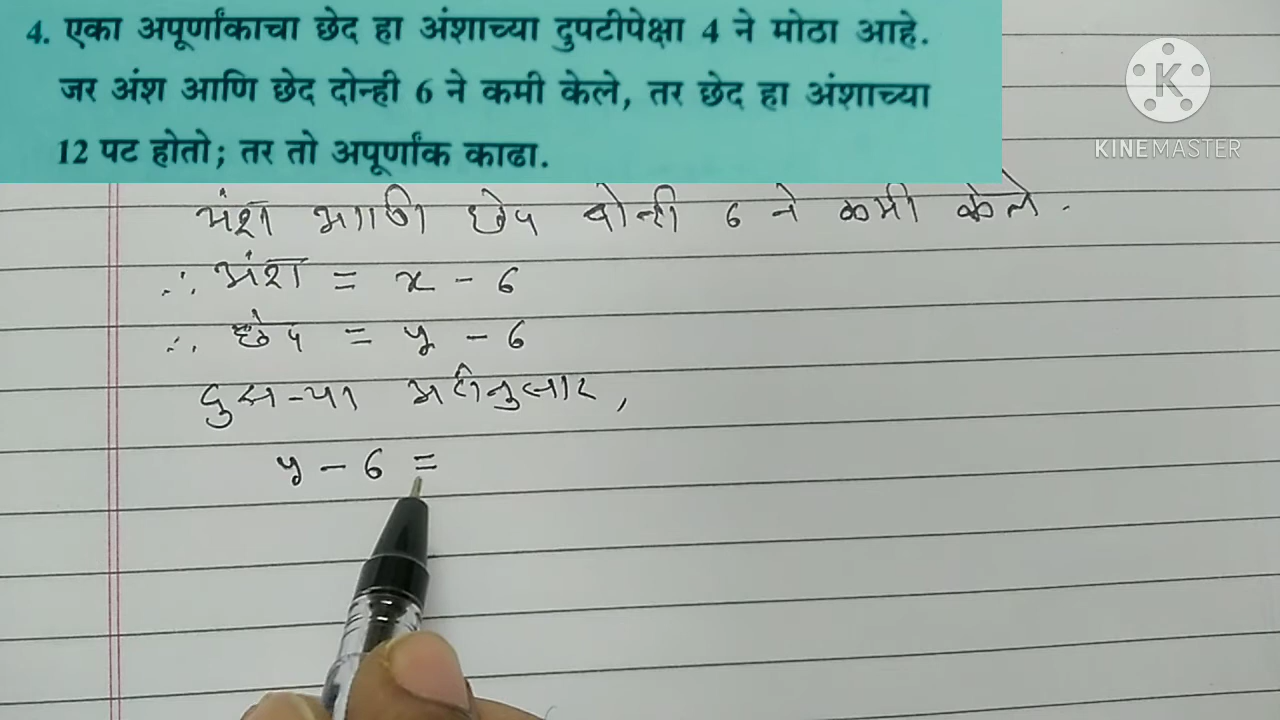 4. एका अपूर्णांकाचा छेद हा अंशाच्या दुपटीपेक्षा 4 ने मोठा आहे.
जर अंश आणि छेद दोन्ही 6 ने कमी केले, तर छेद हा अंशाच्या
12 पट होतो; तर तो अपूर्णांक काढा.
K
KINEMASTER
अंश आणि छेद दोन्ही 6 ने कमी केले.
∴ अंश = x - 6
∴ छेद = y - 6
दुसऱ्या अटीनुसार,
y - 6 =